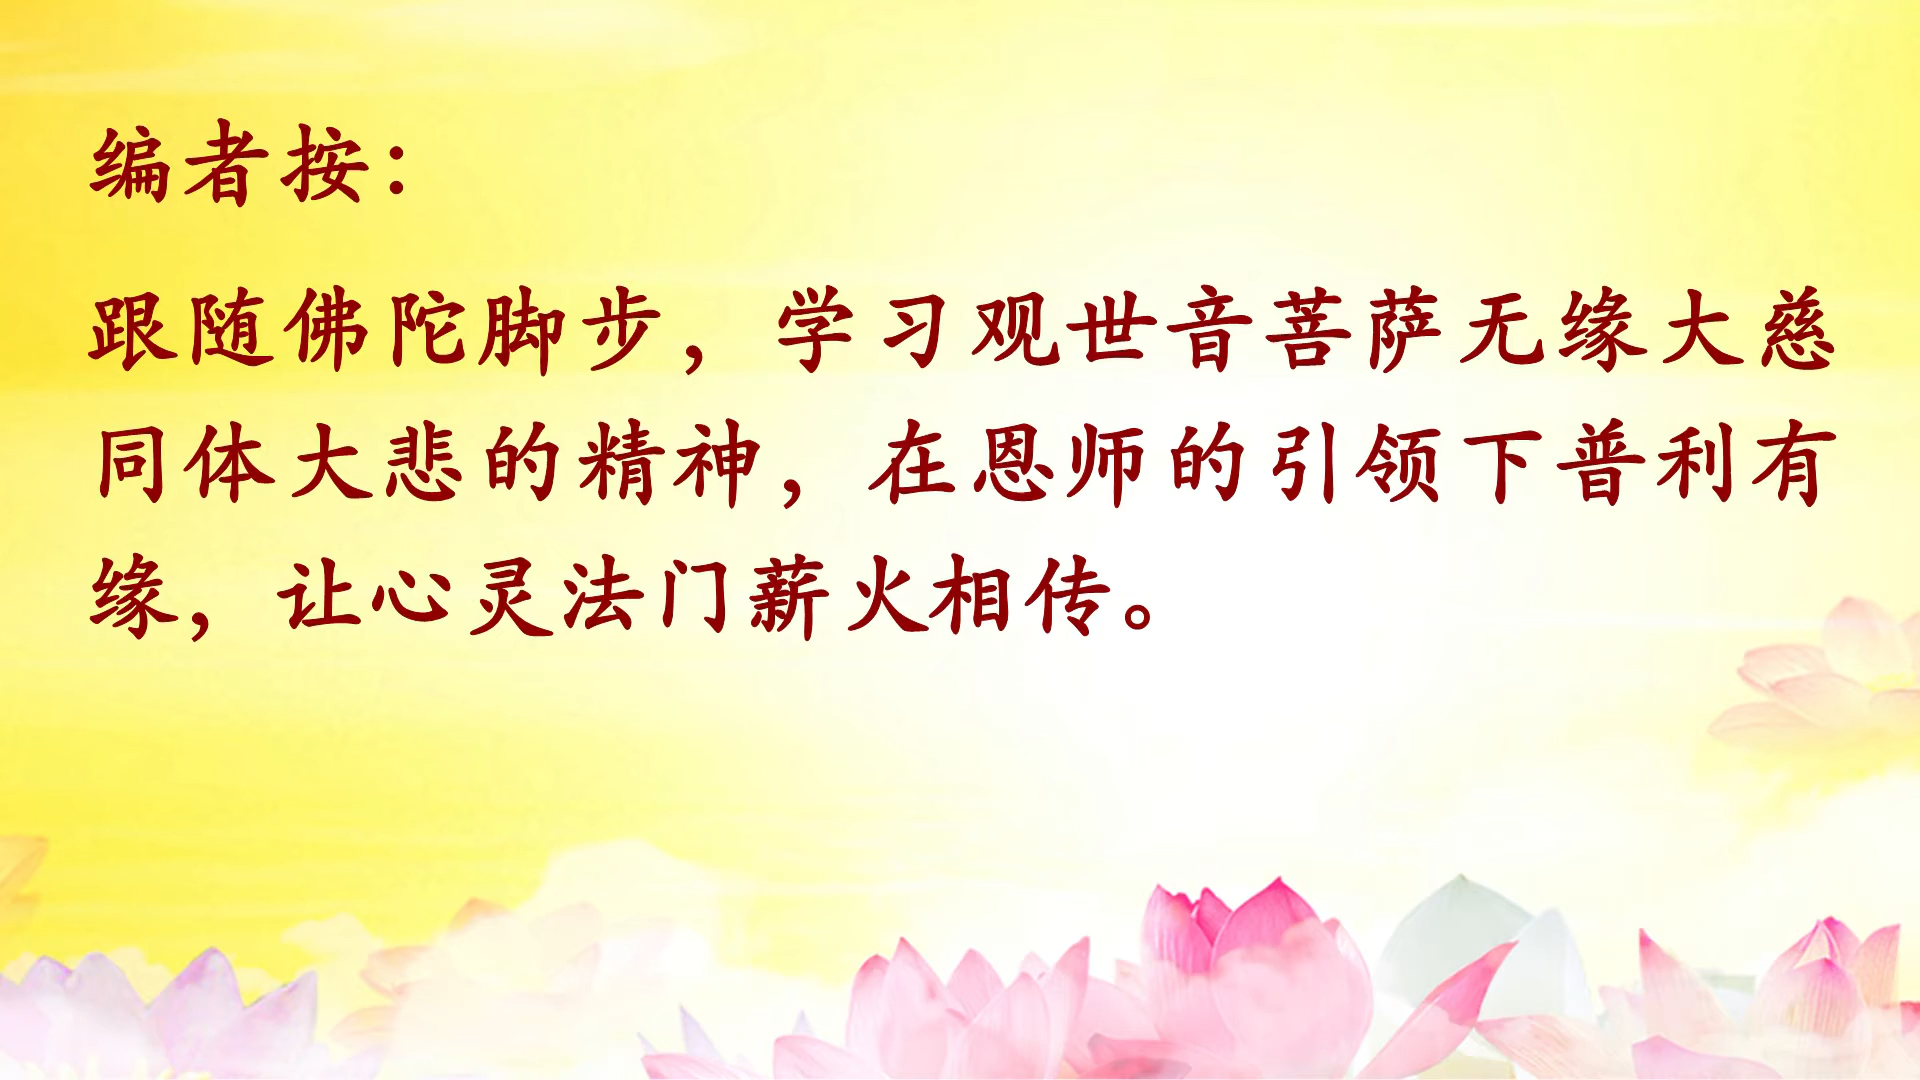 编者按：
跟随佛陀脚步，学习观世音菩萨无缘大慈
同体大悲的精神，在恩师的引领下普利有
缘，让心灵法门薪火相传。